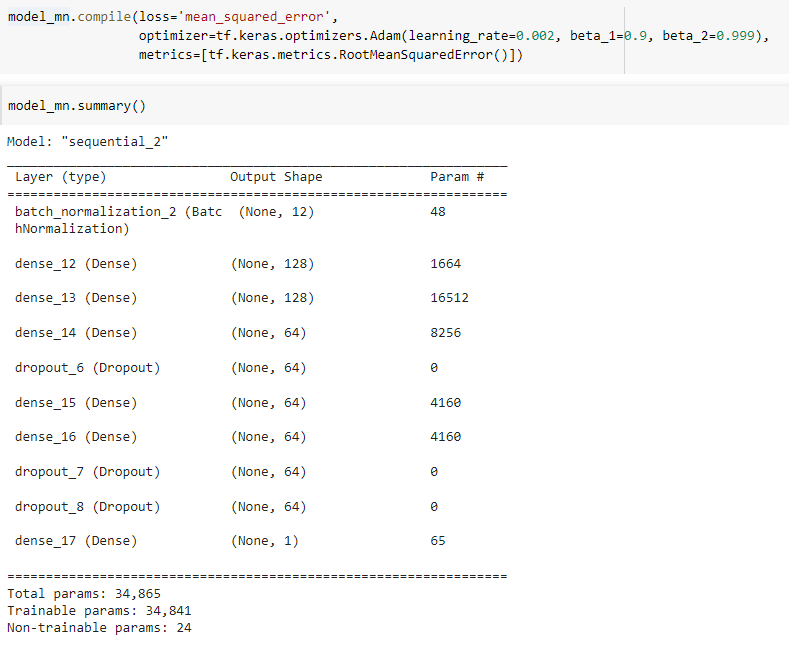 model_mn.compile(loss='mean_squared_error',
optimizer=tf.keras.optimizers.Adam(learning_rate=0.002, beta_1=0.9, beta_2=0.999),
metrics=[tf.keras.metrics.RootMeanSquaredError()])
model_mn.summary()
Model: "sequential_2"
_________________________________________________________________
Layer (type) Output Shape Param #
=================================================================
batch_normalization_2 (Batc (None, 12) 48
hNormalization)
dense_12 (Dense) (None, 128) 1664
dense_13 (Dense) (None, 128) 16512
dense_14 (Dense) (None, 64) 8256
dropout_6 (Dropout) (None, 64) 0
dense_15 (Dense) (None, 64) 4160
dense_16 (Dense) (None, 64) 4160
dropout_7 (Dropout) (None, 64) 0
dropout_8 (Dropout) (None, 64) 0
dense_17 (Dense) (None, 1) 65
=================================================================
Total params: 34,865
Trainable params: 34,841
Non-trainable params: 24